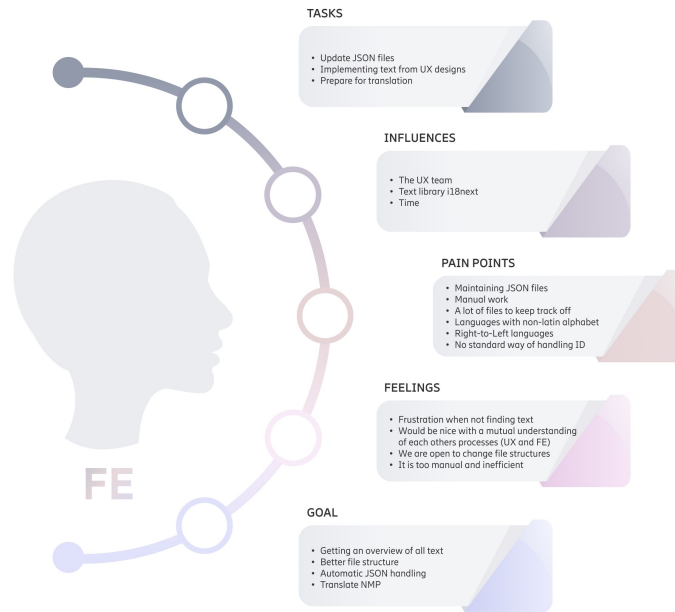 TASKS
• Update JSON files
• Implementing text from UX designs
• Prepare for translation
INFLUENCES
• The UX team
• Text library i18next
• Time
PAIN POINTS
• Maintaining JSON files
• Manual work
• A lot of files to keep track off
• Languages with non-latin alphabet
• Right-to-Left languages
• No standard way of handling ID
FEELINGS
• Frustration when not finding text
• Would be nice with a mutual understanding
of each others processes (UX and FE)
• We are open to change file structures
• It is too manual and inefficient
FE
GOAL
• Getting an overview of all text
• Better file structure
• Automatic JSON handling
• Translate NMP